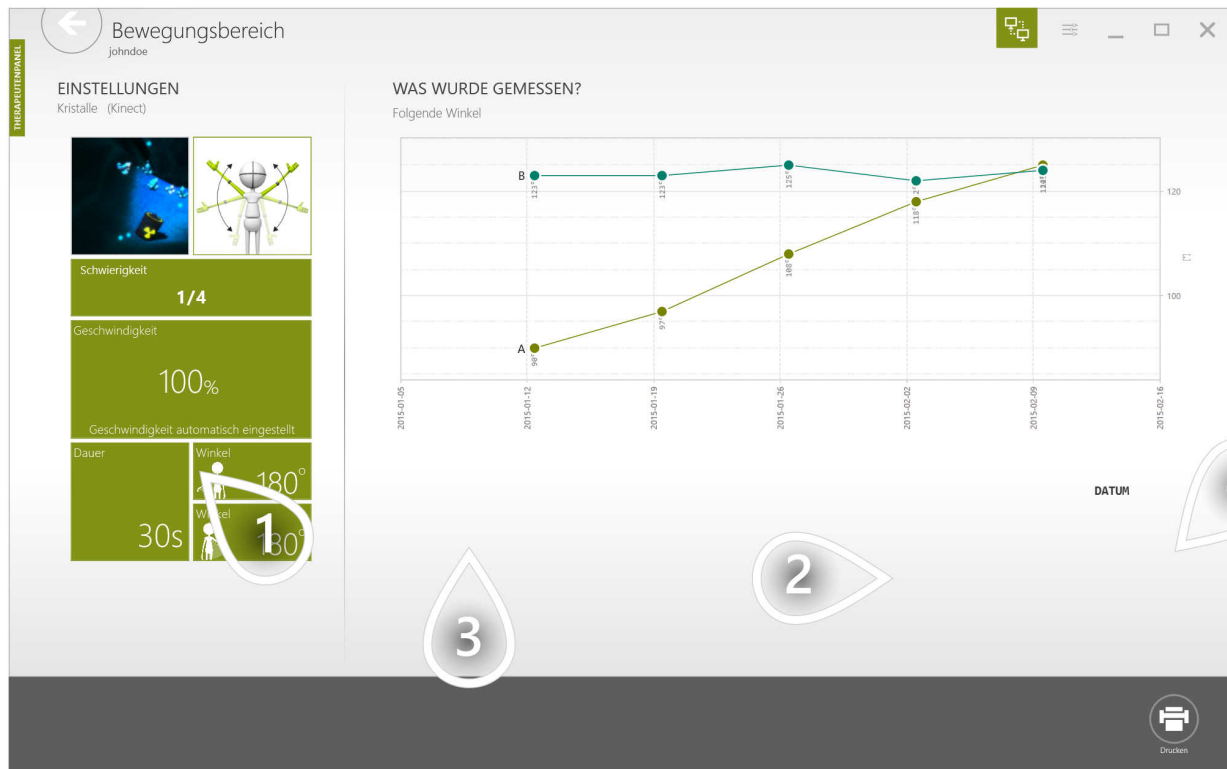 Bewegungsbereich
johndoe
THERAPEUTENPANEL
EINSTELLUNGEN
Kristalle (Kinect)
Schwierigkeit
1/4
Geschwindigkeit
100%
Geschwindigkeit automatisch eingestellt
Dauer
30s
Winkel
180°
Winkel
180°
WAS WURDE GEMESSEN?
Folgende Winkel
B
123°
123°
125°
118°
108°
97°
A
90°
120
100
2015-01-05
2015-01-12
2015-01-19
2015-01-26
2015-02-02
2015-02-09
2015-02-16
DATUM
1
2
3
Drucken